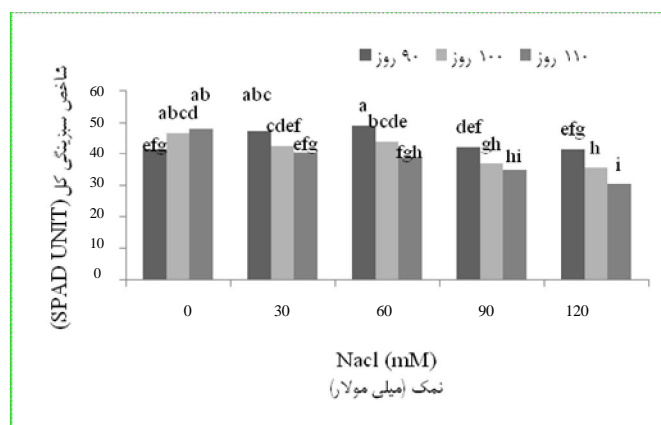 ۹۰ روز ۱۰۰ روز ۱۱۰ روز
شاخص سبزینگی کل (SPAD UNIT)
60
50
40
30
20
10
0
efg abcd ab
abc cdef efg
a bcde fgh
def gh hi
efg h i
0 30 60 90 120
Nacl (mM)
نمک (میلی مولار)